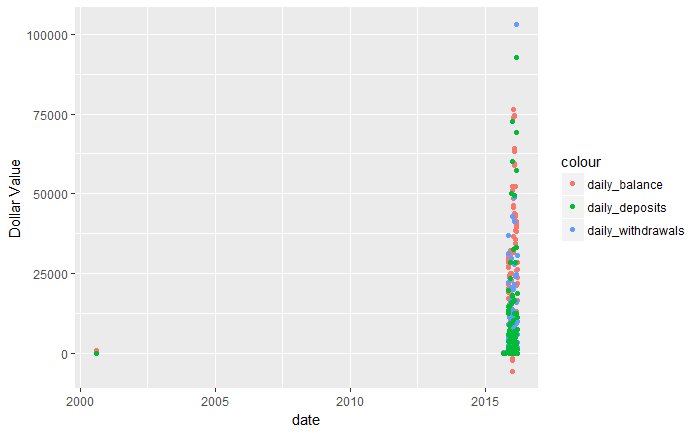 100000
75000
50000
25000
0
Dollar Value
2000
2005
2010
2015
date
colour
daily_balance
daily_deposits
daily_withdrawals